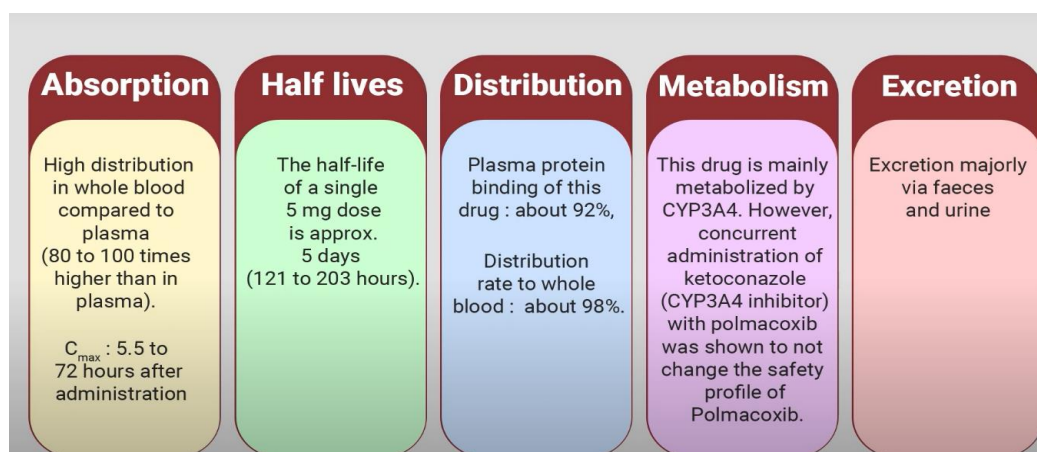 Absorption
High distribution
in whole blood
compared to
plasma
(80 to 100 times
higher than in
plasma).
Cmax : 5.5 to
72 hours after
administration
Half lives
The half-life
of a single
5 mg dose
is approx.
5 days
(121 to 203 hours).
Distribution
Plasma protein
binding of this
drug : about 92%,
Distribution
rate to whole
blood : about 98%.
Metabolism
This drug is mainly
metabolized by
CYP3A4. However,
concurrent
administration of
ketoconazole
(CYP3A4 inhibitor)
with polmacoxib
was shown to not
change the safety
profile of
Polmacoxib.
Excretion
Excretion majorly
via faeces
and urine